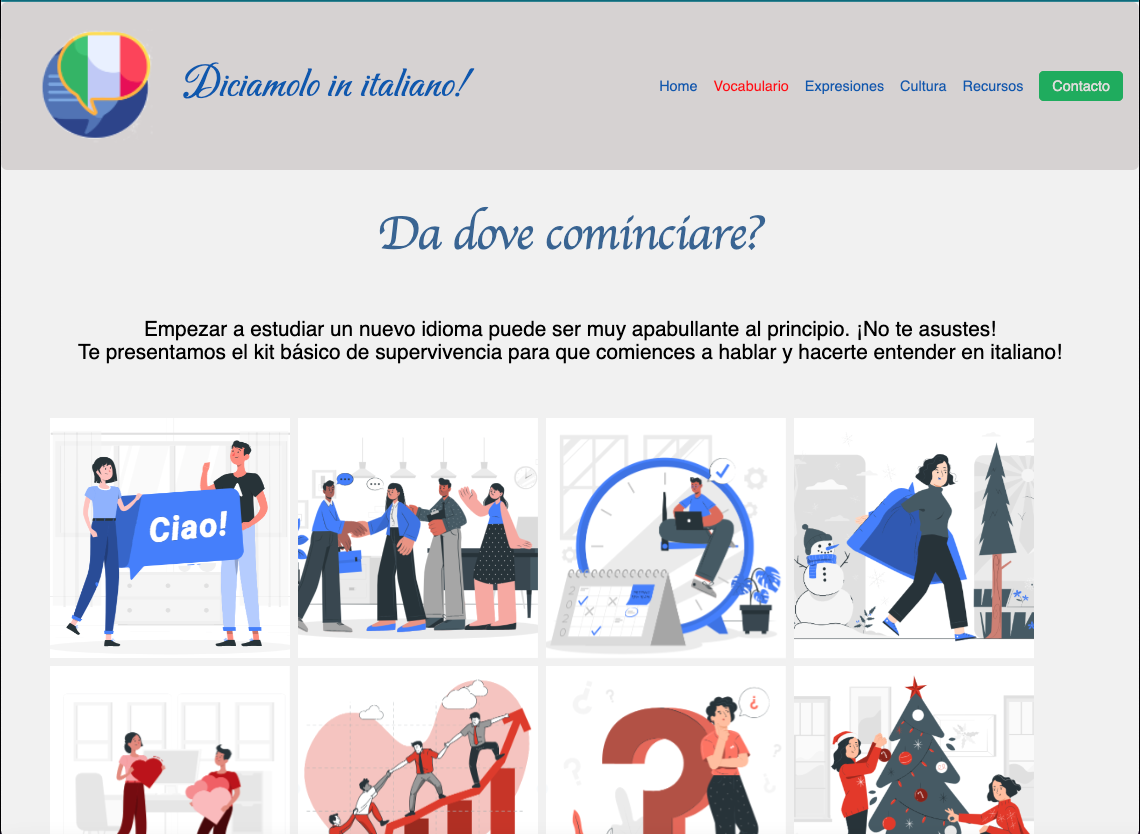 Diciamolo in italiano!
Home Vocabulario Expresiones Cultura Recursos Contacto
Da dove cominciare?
Empezar a estudiar un nuevo idioma puede ser muy apabullante al principio. ¡No te asustes!
Te presentamos el kit básico de supervivencia para que comiences a hablar y hacerte entender en italiano!
Ciao!
2020